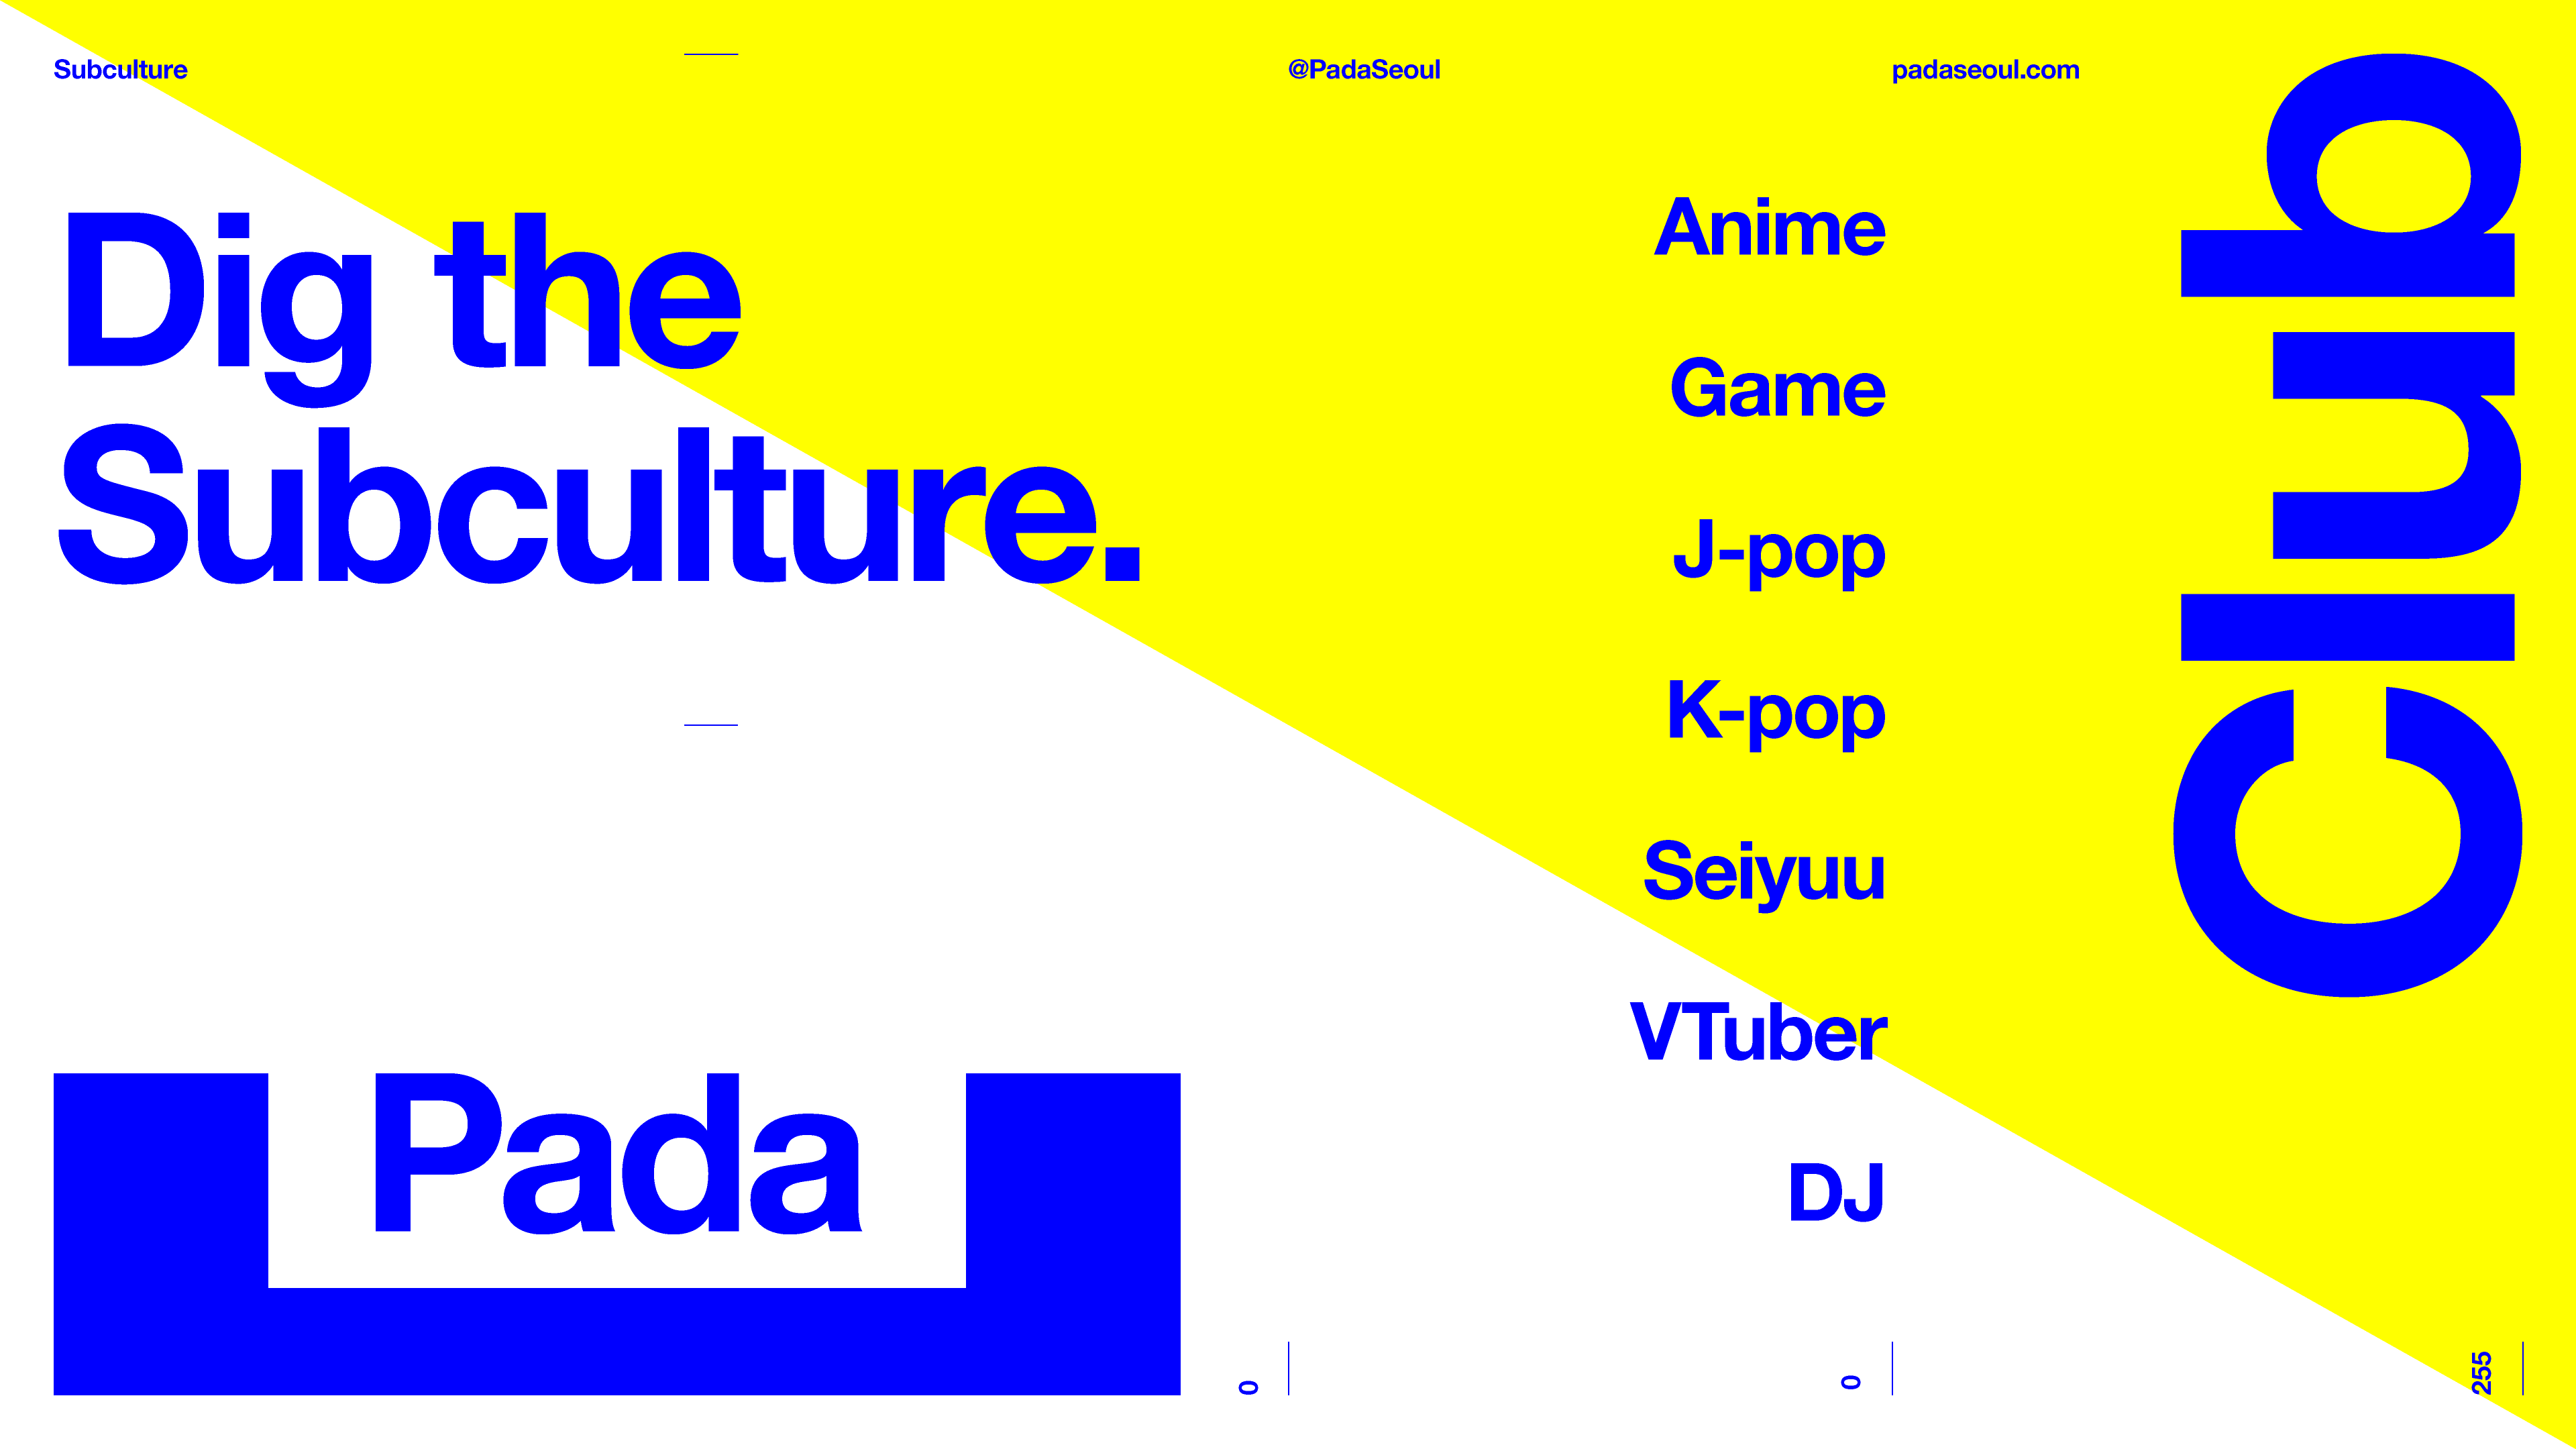 Subculture
@PadaSeoul
padaseoul.com
Dig the
Subculture.
Anime
Game
J-pop
K-pop
Seiyuu
VTuber
DJ
Club
Pada
0
0
255